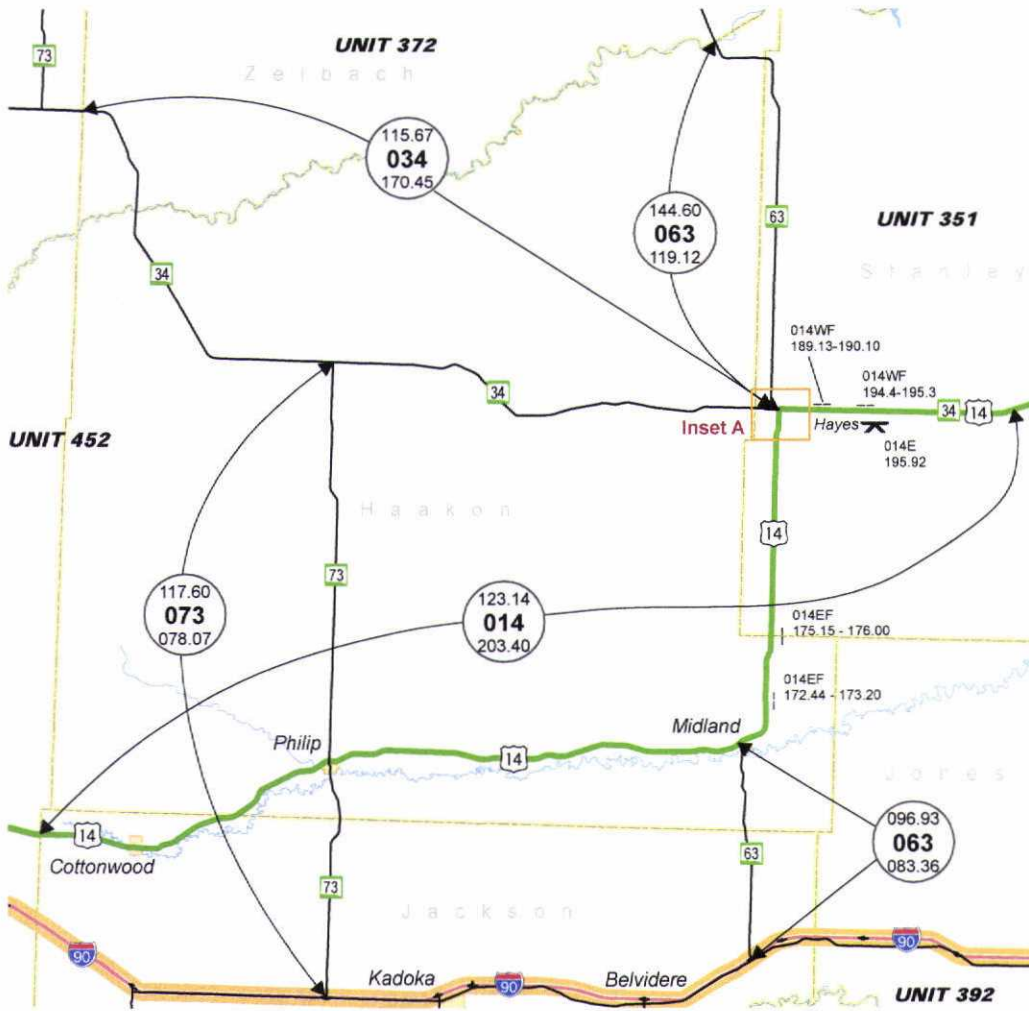 73
UNIT 372
Zeibach
115.67
034
170.45
144.60
063
119.12
63
UNIT 351
Stanley
34
014WF
189.13-190.10
014WF
194.4-195.3
34
Inset A
Hayes
34
14
014E
195.92
UNIT 452
Haakon
14
73
117.60
073
078.07
123.14
014
203.40
014EF
175.15 - 176.00
014EF
172.44 - 173.20
Midland
Philip
14
Jones
14
Cottonwood
096.93
063
083.36
63
73
Jackson
90
90
Kadoka
90
Belvidere
UNIT 392